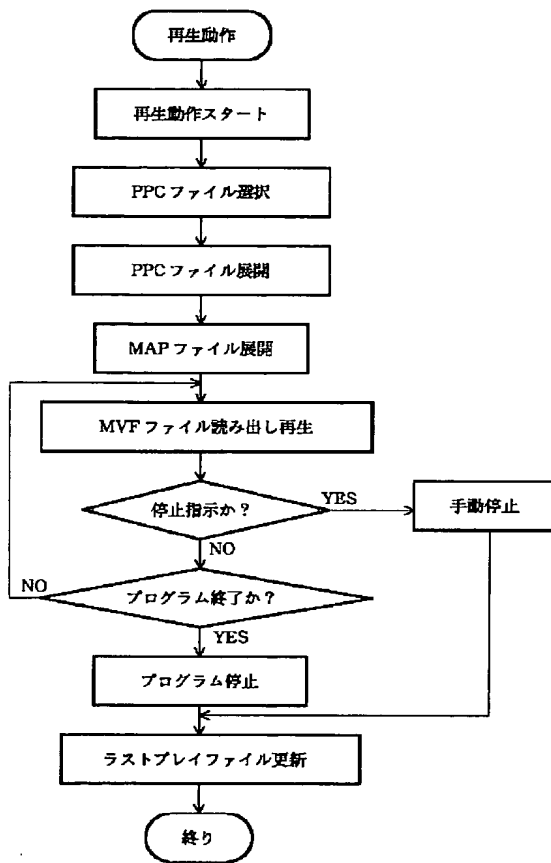 再生動作
再生動作スタート
PPCファイル選択
PPCファイル展開
MAPファイル展開
MVFファイル読み出し再生
停止指示か?
YES
手動停止
NO
プログラム終了か?
NO
YES
プログラム停止
ラストプレイファイル更新
終り